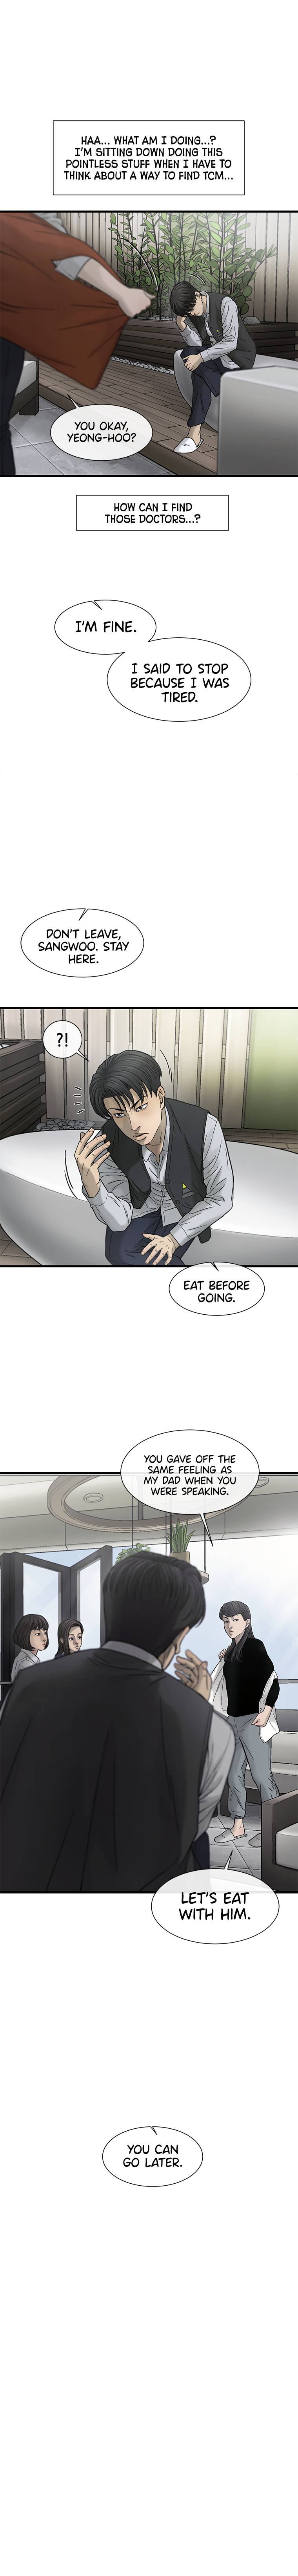 HAA... WHAT AM I DOING...?
I'M SITTING DOWN DOING THIS
POINTLESS STUFF WHEN I HAVE TO
THINK ABOUT A WAY TO FIND TCM...
YOU OKAY,
YEONG-HOO?
HOW CAN I FIND
THOSE DOCTORS...?
I'M FINE.
I SAID TO STOP
BECAUSE I WAS
TIRED.
DON'T LEAVE,
SANGWOO. STAY
HERE.
?!
EAT BEFORE
GOING.
YOU GAVE OFF THE
SAME FEELING AS
MY DAD WHEN YOU
WERE SPEAKING.
LET'S EAT
WITH HIM.
YOU CAN
GO LATER.